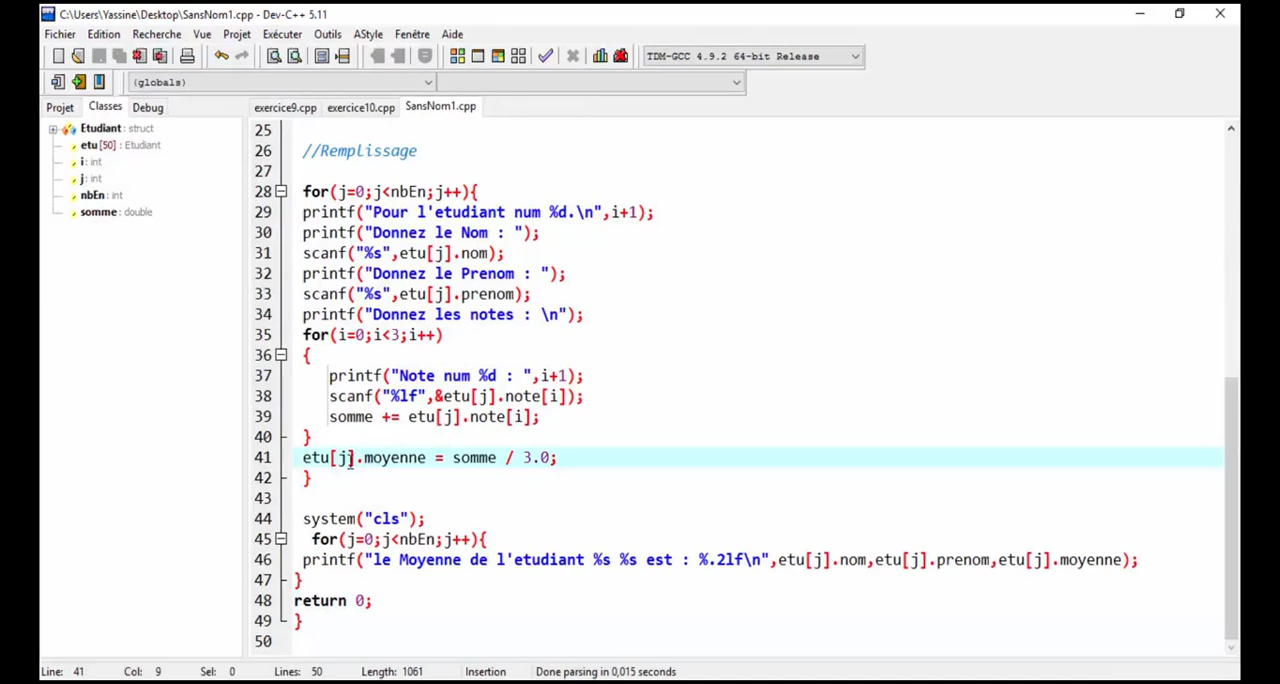 C:\Users\Yassine\Desktop\SansNom1.cpp - Dev-C++ 5.11
Fichier Edition Recherche Vue Projet Exécuter Outils AStyle Fenêtre Aide
TDM-GCC 4.9.2 64-bit Release
(globals)
Projet Classes Debug exercice9.cpp exercice10.cpp SansNom1.cpp
Etudiant : struct
etu [50] : Etudiant
i : int
j : int
nbEn : int
somme : double
25
26 //Remplissage
27
28 for(j=0;j<nbEn;j++){
29 printf("Pour l'etudiant num %d.\n",i+1);
30 printf("Donnez le Nom : ");
31 scanf("%s",etu[j].nom);
32 printf("Donnez le Prenom : ");
33 scanf("%s",etu[j].prenom);
34 printf("Donnez les notes : \n");
35 for(i=0;i<3;i++)
36 {
37 printf("Note num %d : ",i+1);
38 scanf("%lf",&etu[j].note[i]);
39 somme += etu[j].note[i];
40 }
41 etu[j].moyenne = somme / 3.0;
42 }
43
44 system("cls");
45 for(j=0;j<nbEn;j++){
46 printf("le Moyenne de l'etudiant %s %s est : %.2lf\n",etu[j].nom,etu[j].prenom,etu[j].moyenne);
47 }
48 return 0;
49 }
50
Line: 41 Col: 9 Sel: 0 Lines: 50 Length: 1061 Insertion Done parsing in 0,015 seconds